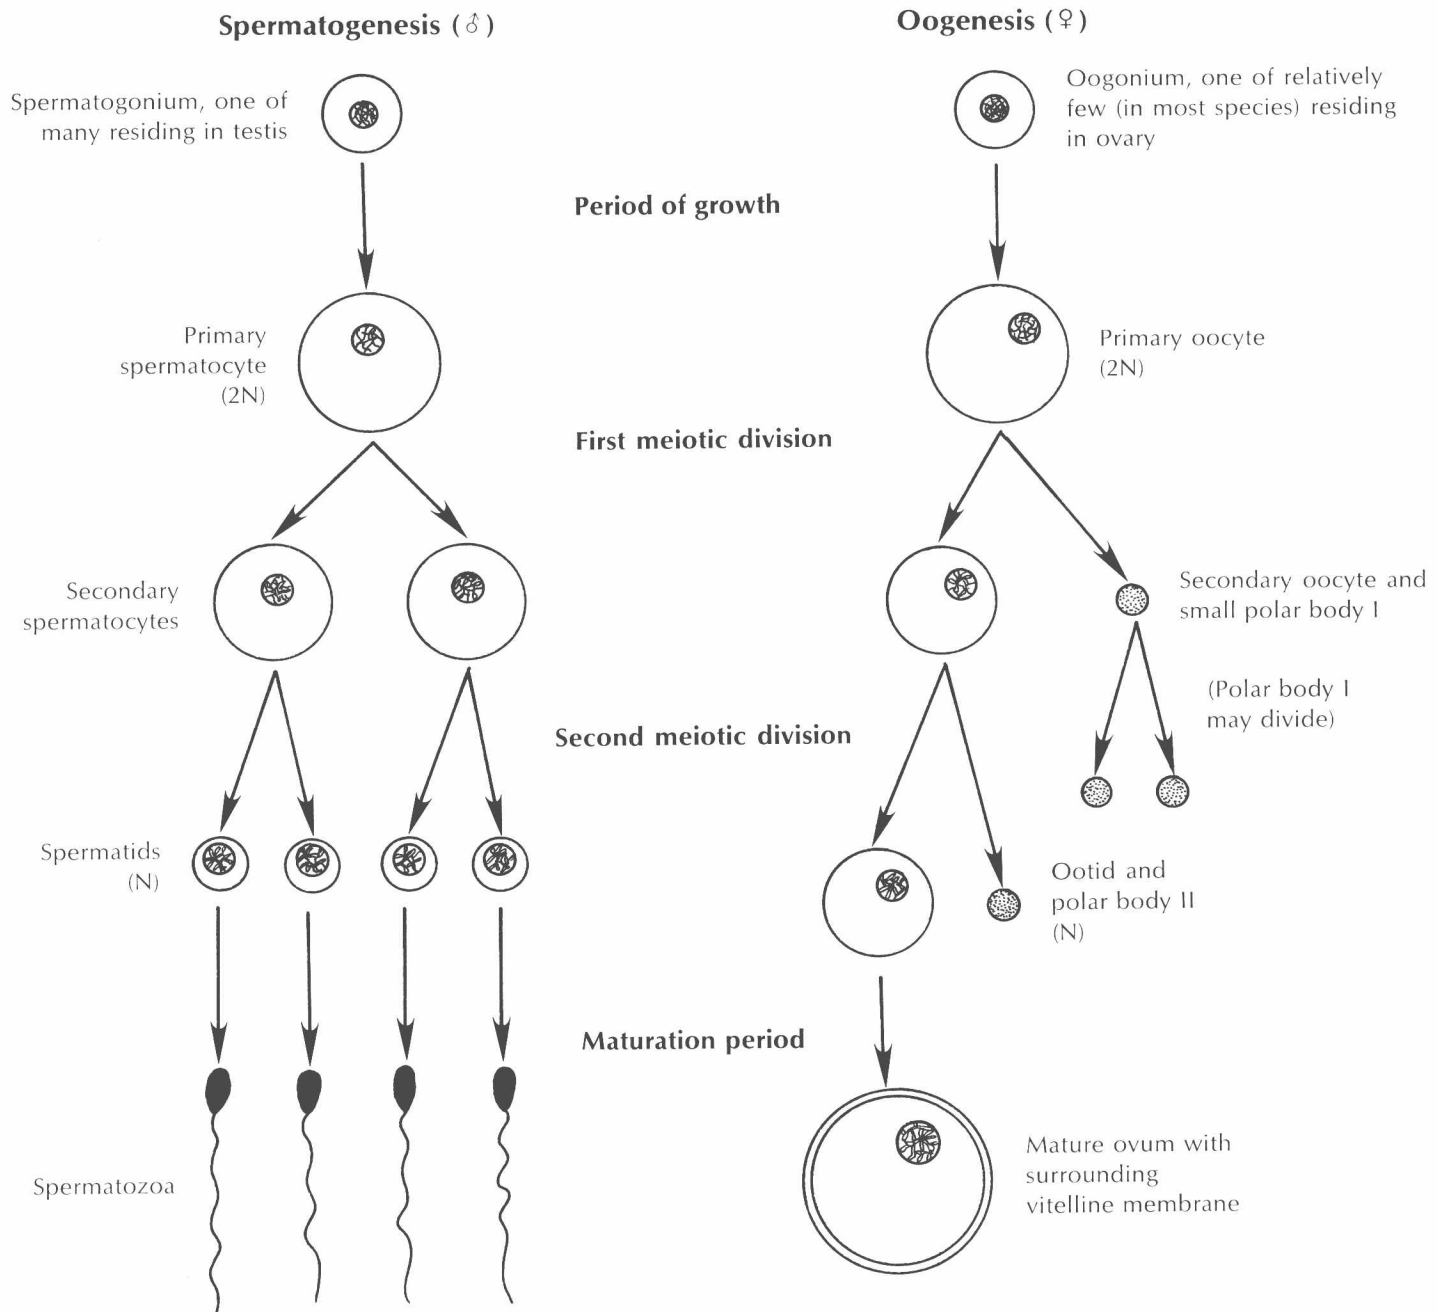 Spermatogenesis (♂)
Oogenesis (♀)
Spermatogonium, one of
many residing in testis
Oogonium, one of relatively
few (in most species) residing
in ovary
Period of growth
Primary
spermatocyte
(2N)
Primary oocyte
(2N)
First meiotic division
Secondary
spermatocytes
Secondary oocyte and
small polar body I
(Polar body I
may divide)
Second meiotic division
Spermatids
(N)
Ootid and
polar body II
(N)
Maturation period
Spermatozoa
Mature ovum with
surrounding
vitelline membrane